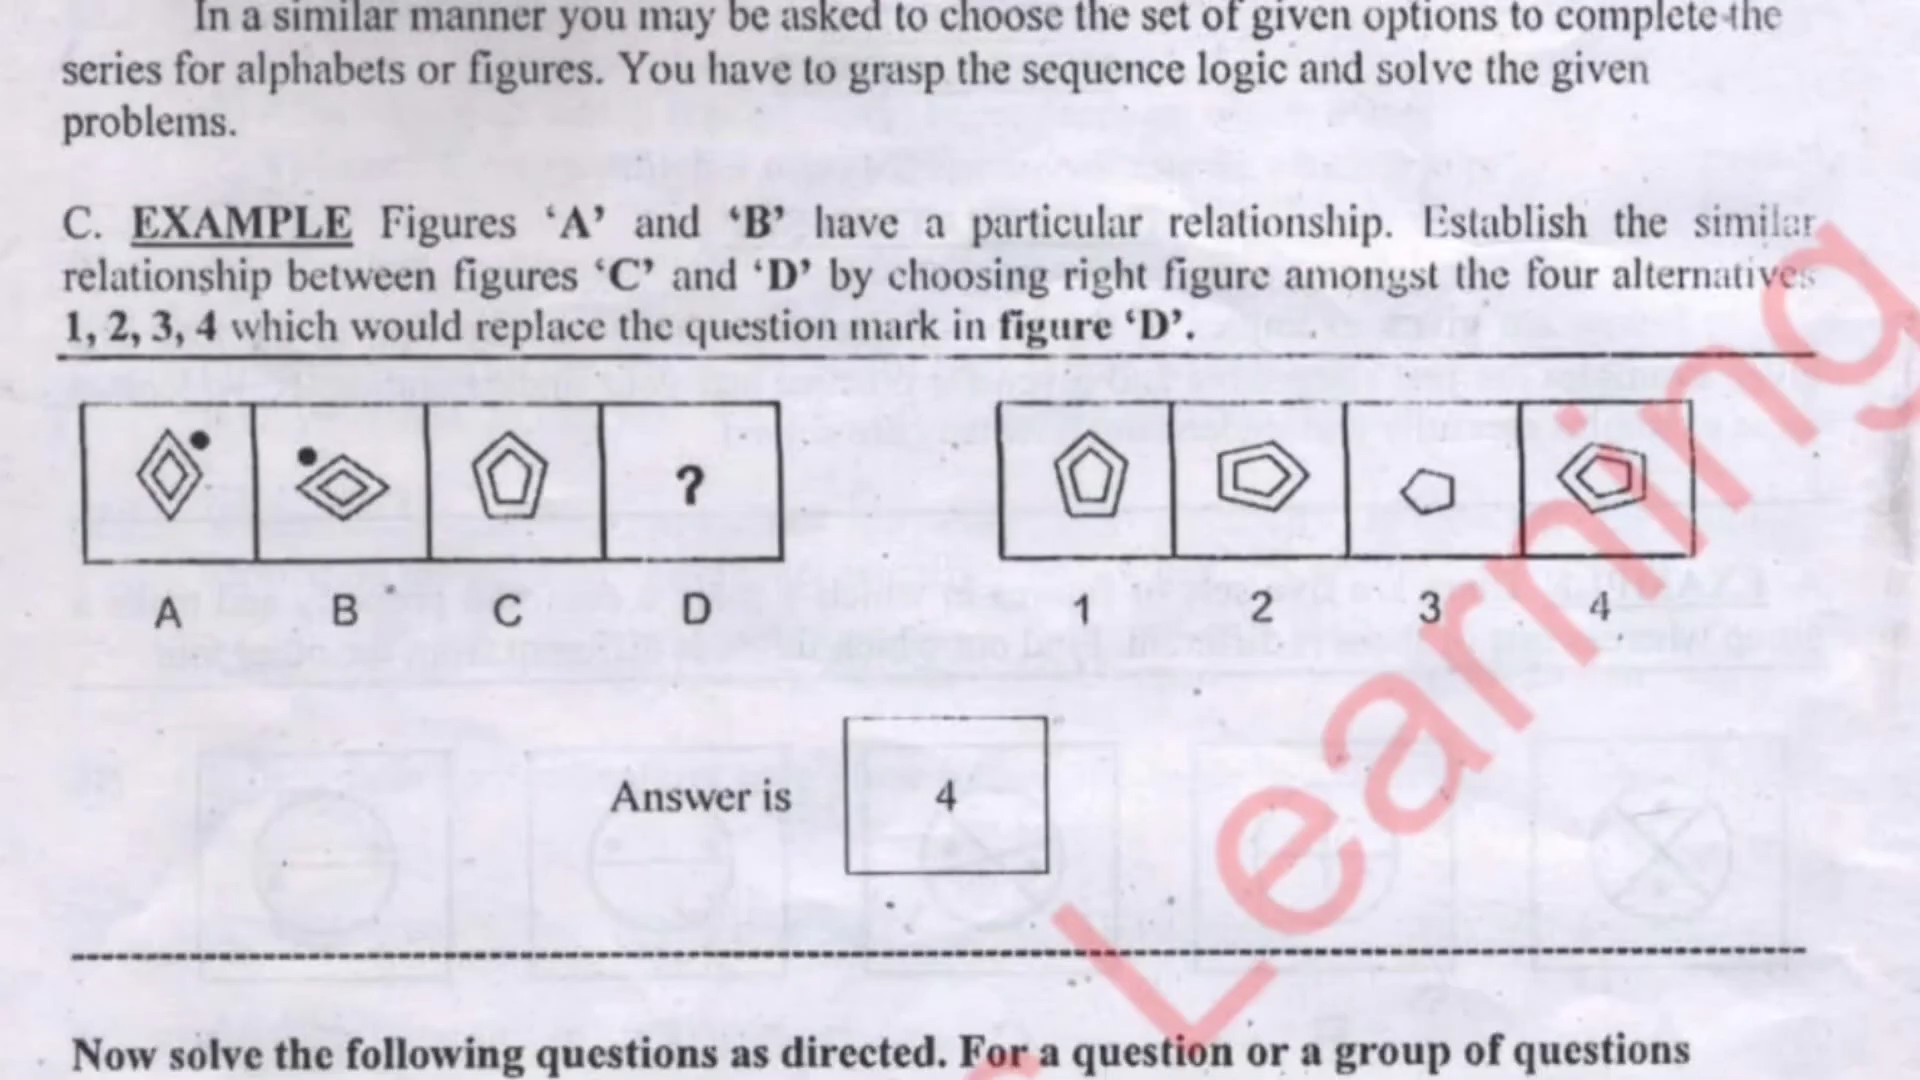 In a similar manner you may be asked to choose the set of given options to complete the
series for alphabets or figures. You have to grasp the sequence logic and solve the given
problems.
C. EXAMPLE Figures ‘A’ and ‘B’ have a particular relationship. Establish the similar
relationship between figures ‘C’ and ‘D’ by choosing right figure amongst the four alternatives
1, 2, 3, 4 which would replace the question mark in figure ‘D’.
?
A B C D 1 2 3 4
Answer is 4
Now solve the following questions as directed. For a question or a group of questions
Learning